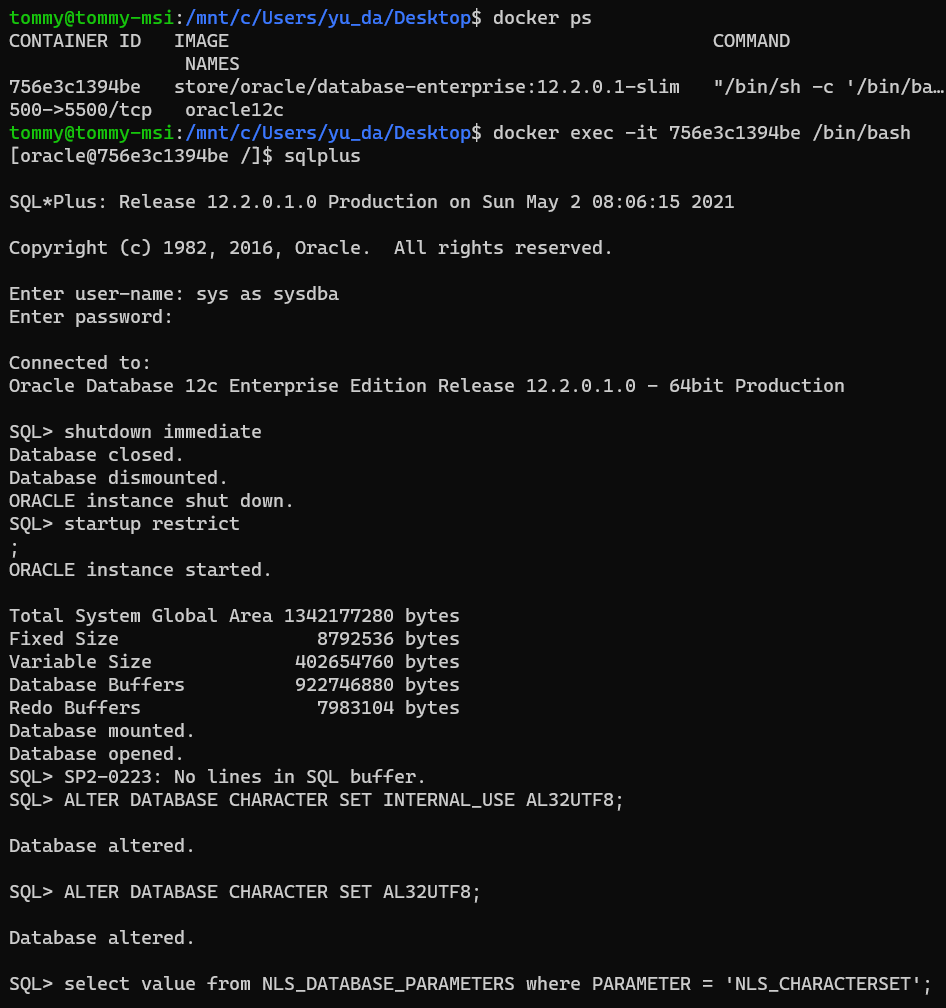 tommy@tommy-msi:/mnt/c/Users/yu_da/Desktop$ docker ps
CONTAINER ID   IMAGE                                            COMMAND
                NAMES
756e3c1394be   store/oracle/database-enterprise:12.2.0.1-slim   "/bin/sh -c '/bin/ba…
500->5500/tcp   oracle12c
tommy@tommy-msi:/mnt/c/Users/yu_da/Desktop$ docker exec -it 756e3c1394be /bin/bash
[oracle@756e3c1394be /]$ sqlplus
SQL*Plus: Release 12.2.0.1.0 Production on Sun May 2 08:06:15 2021
Copyright (c) 1982, 2016, Oracle.  All rights reserved.
Enter user-name: sys as sysdba
Enter password:
Connected to:
Oracle Database 12c Enterprise Edition Release 12.2.0.1.0 - 64bit Production
SQL> shutdown immediate
Database closed.
Database dismounted.
ORACLE instance shut down.
SQL> startup restrict
;
ORACLE instance started.
Total System Global Area 1342177280 bytes
Fixed Size                  8792536 bytes
Variable Size             402654760 bytes
Database Buffers          922746880 bytes
Redo Buffers                7983104 bytes
Database mounted.
Database opened.
SQL> SP2-0223: No lines in SQL buffer.
SQL> ALTER DATABASE CHARACTER SET INTERNAL_USE AL32UTF8;
Database altered.
SQL> ALTER DATABASE CHARACTER SET AL32UTF8;
Database altered.
SQL> select value from NLS_DATABASE_PARAMETERS where PARAMETER = 'NLS_CHARACTERSET';